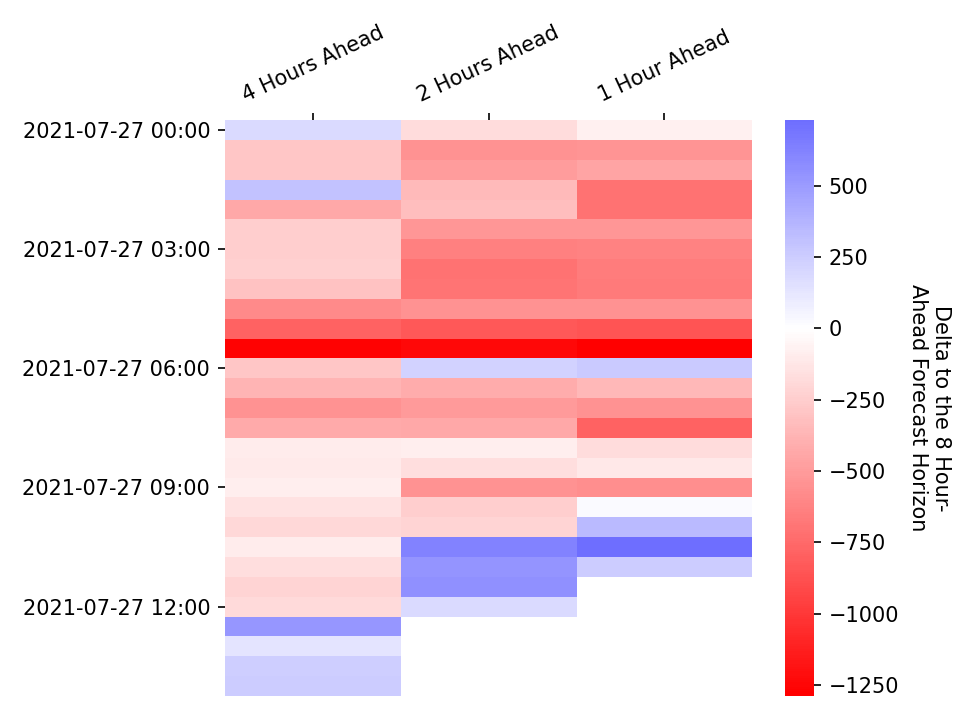 4 Hours Ahead
2 Hours Ahead
1 Hour Ahead
2021-07-27 00:00
2021-07-27 03:00
2021-07-27 06:00
2021-07-27 09:00
2021-07-27 12:00
500
250
0
−250
−500
−750
−1000
−1250
Delta to the 8 Hour-
Ahead Forecast Horizon